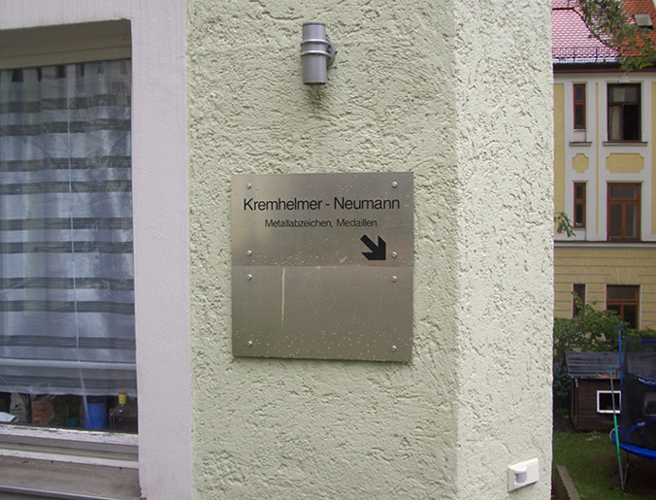 Kremhelmer - Neumann
Metallabzeichen, Medaillen